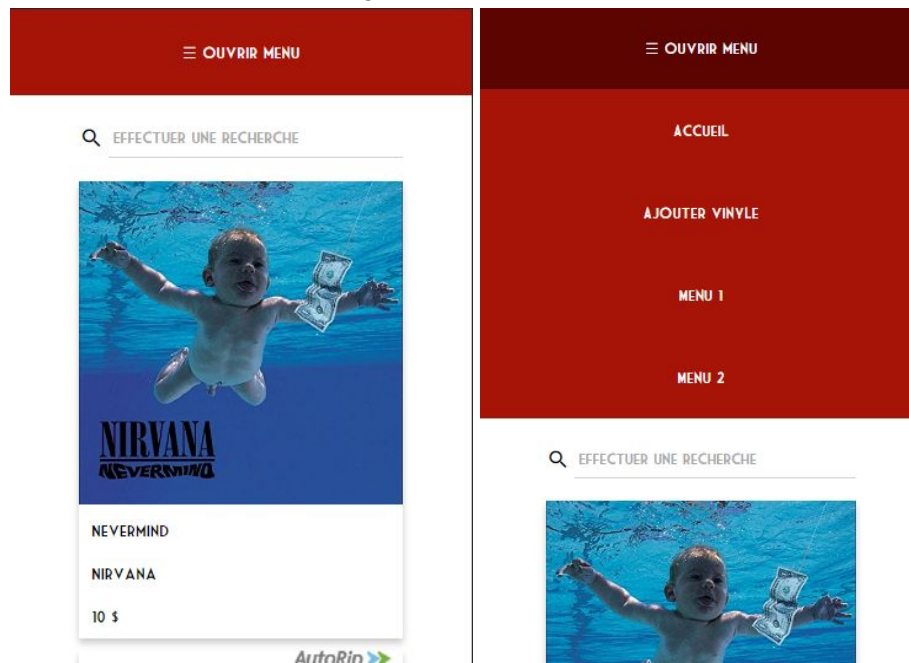 ☰ OUVRIR MENU
EFFECTUER UNE RECHERCHE
NIRVANA
NEVERMIND
NEVERMIND
NIRVANA
10 $
AutoRip
☰ OUVRIR MENU
ACCUEIL
AJOUTER VINYLE
MENU 1
MENU 2
EFFECTUER UNE RECHERCHE